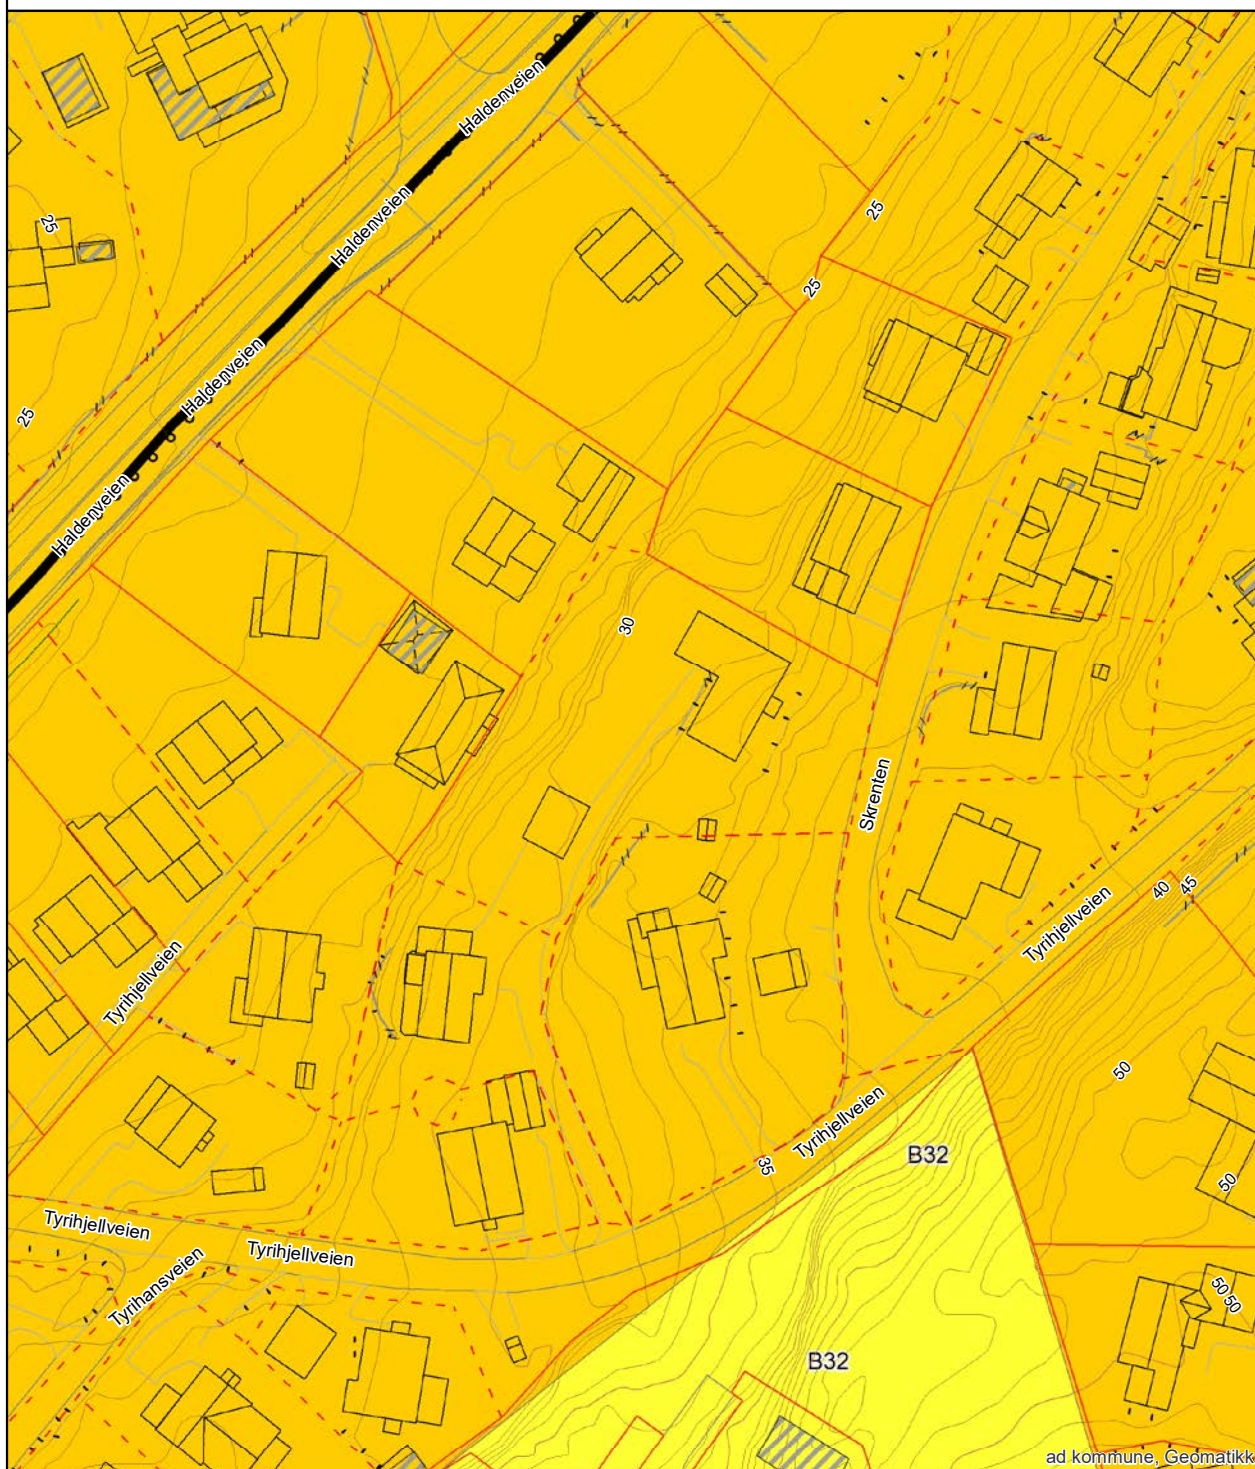 Haldenveien
Haldenveien
25
25
25
Haldenveien
25
Haldenveien
30
Skrenten
40
45
Tyrihjellveien
Tyrihjellveien
50
Tyrihjellveien
B32
35
50
Tyrihjellveien
Tyrihjellveien
Tyrihansveien
50
50
B32
ad kommune, Geomatikk